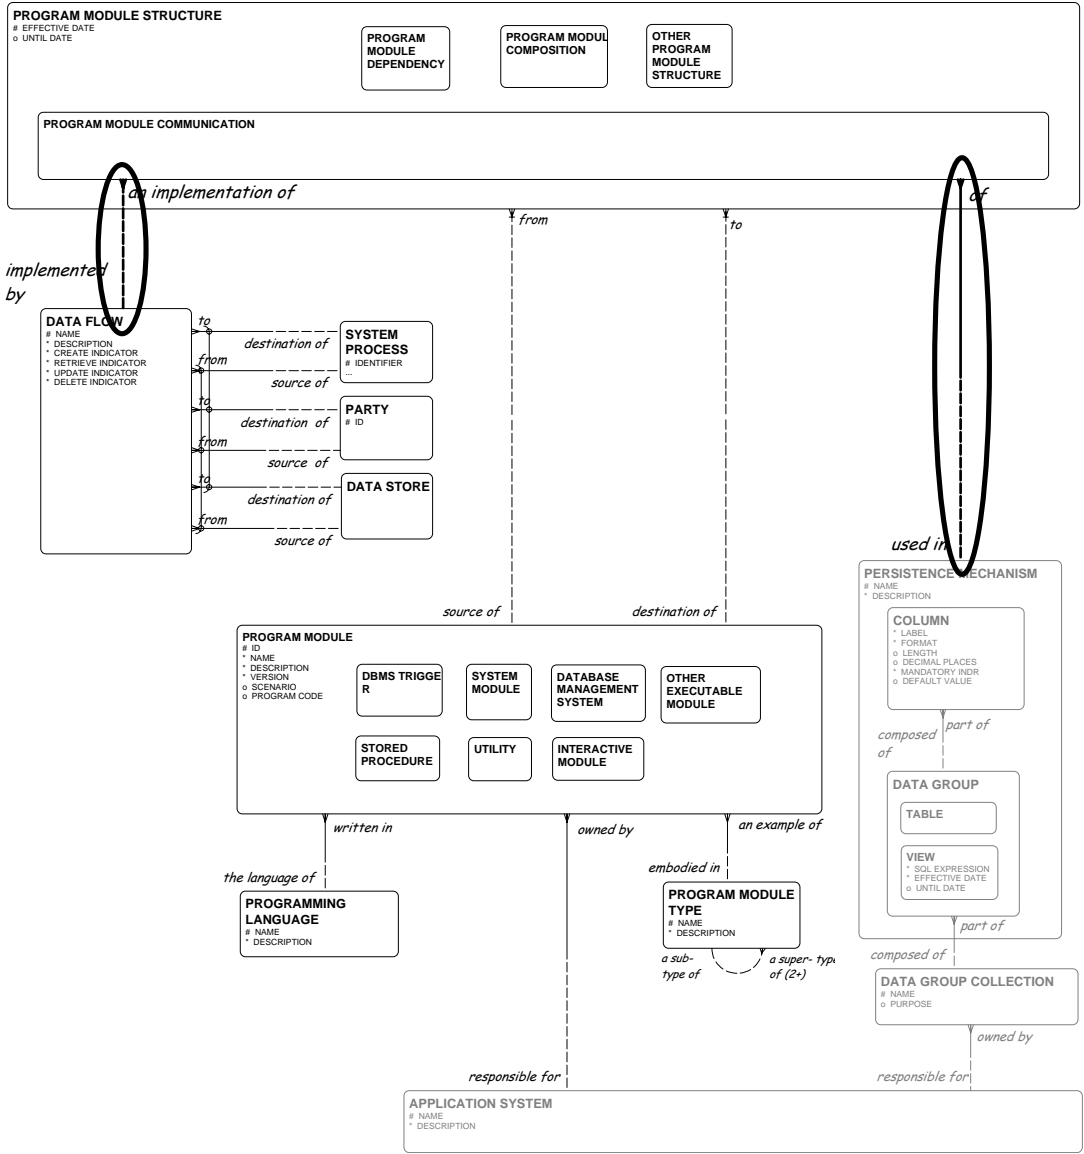 PROGRAM MODULE STRUCTURE
# EFFECTIVE DATE
o UNTIL DATE
PROGRAM
MODULE
DEPENDENCY
PROGRAM MODUL
COMPOSITION
OTHER
PROGRAM
MODULE
STRUCTURE
PROGRAM MODULE COMMUNICATION
an implementation of
of
from
to
implemented
by
DATA FLOW
# NAME
* DESCRIPTION
* CREATE INDICATOR
* RETRIEVE INDICATOR
* UPDATE INDICATOR
* DELETE INDICATOR
to
destination of
from
source of
to
destination of
from
source of
to
destination of
from
source of
SYSTEM
PROCESS
# IDENTIFIER
...
PARTY
# ID
DATA STORE
used in
source of
destination of
PERSISTENCE MECHANISM
# NAME
* DESCRIPTION
COLUMN
* LABEL
* FORMAT
o LENGTH
o DECIMAL PLACES
* MANDATORY INDR
o DEFAULT VALUE
part of
composed
of
DATA GROUP
TABLE
VIEW
* SQL EXPRESSION
* EFFECTIVE DATE
o UNTIL DATE
part of
composed of
DATA GROUP COLLECTION
# NAME
o PURPOSE
owned by
responsible for
PROGRAM MODULE
# ID
* NAME
* DESCRIPTION
* VERSION
o SCENARIO
o PROGRAM CODE
DBMS TRIGGE
R
SYSTEM
MODULE
DATABASE
MANAGEMENT
SYSTEM
OTHER
EXECUTABLE
MODULE
STORED
PROCEDURE
UTILITY
INTERACTIVE
MODULE
written in
owned by
an example of
the language of
embodied in
PROGRAMMING
LANGUAGE
# NAME
* DESCRIPTION
PROGRAM MODULE
TYPE
# NAME
* DESCRIPTION
a sub-
type of
a super- type
of (2+)
responsible for
APPLICATION SYSTEM
# NAME
* DESCRIPTION